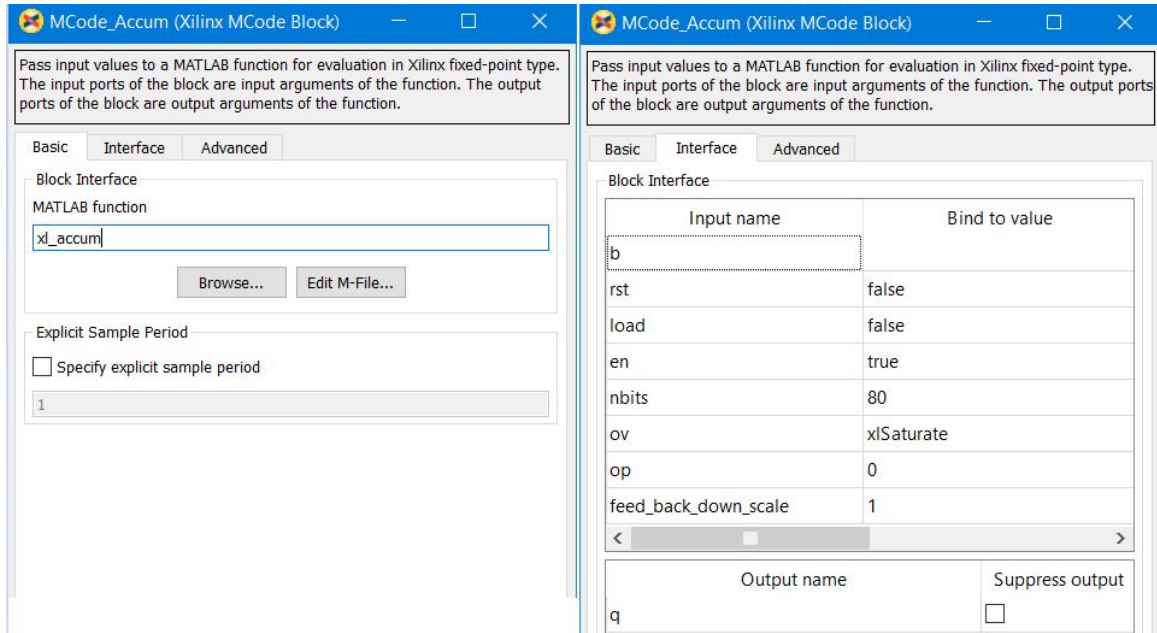 MCode_Accum (Xilinx MCode Block)
Pass input values to a MATLAB function for evaluation in Xilinx fixed-point type.
The input ports of the block are input arguments of the function. The output
ports of the block are output arguments of the function.
Basic Interface Advanced
Block Interface
MATLAB function
xl_accum
Browse... Edit M-File...
Explicit Sample Period
Specify explicit sample period
1
MCode_Accum (Xilinx MCode Block)
Pass input values to a MATLAB function for evaluation in Xilinx fixed-point type.
The input ports of the block are input arguments of the function. The output ports
of the block are output arguments of the function.
Basic Interface Advanced
Block Interface
Input name Bind to value
b
rst false
load false
en true
nbits 80
ov xlSaturate
op 0
feed_back_down_scale 1
Output name Suppress output
q